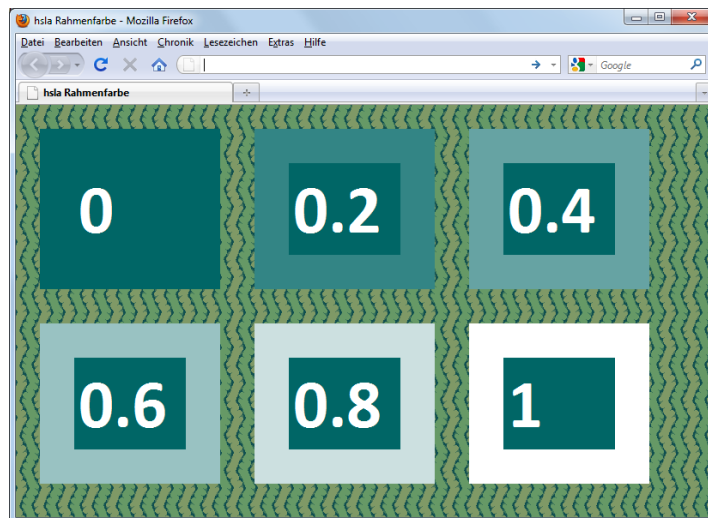 hsla Rahmenfarbe - Mozilla Firefox
Datei Bearbeiten Ansicht Chronik Lesezeichen Extras Hilfe
Google
hsla Rahmenfarbe
0 0.2 0.4
0.6 0.8 1